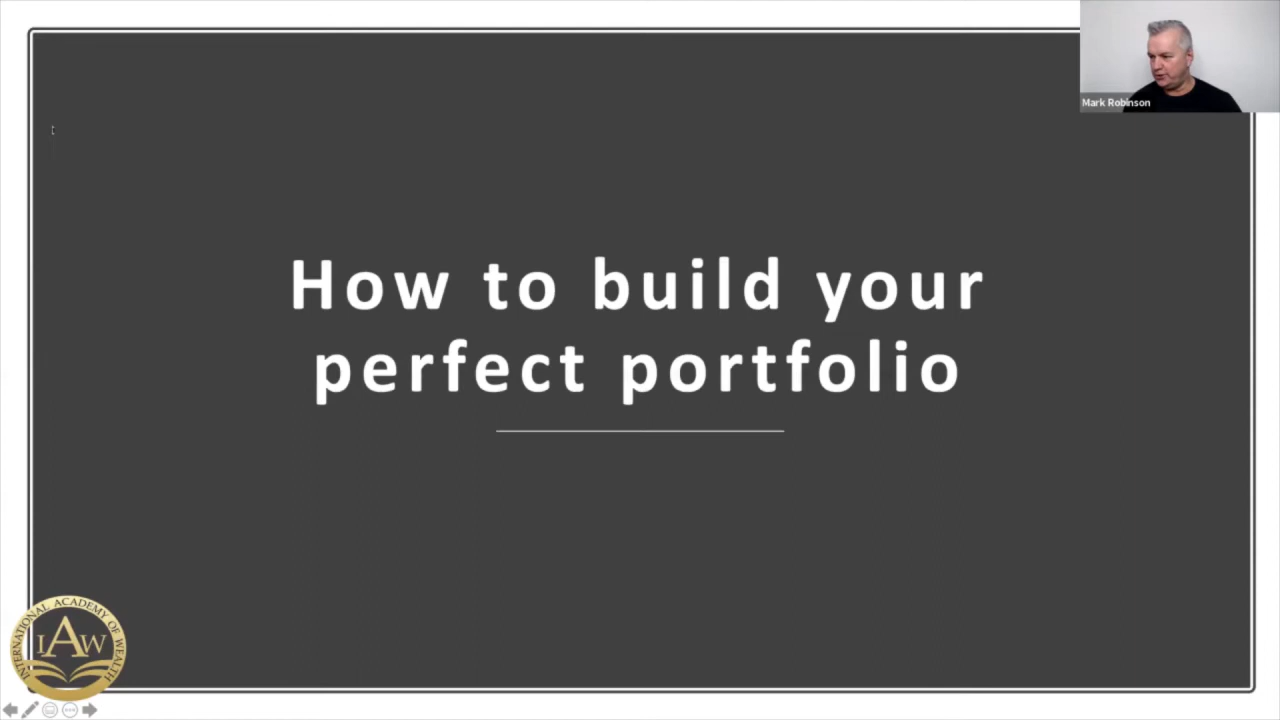 Mark Robinson
How to build your
perfect portfolio
INTERNATIONAL ACADEMY OF WEALTH
IAW